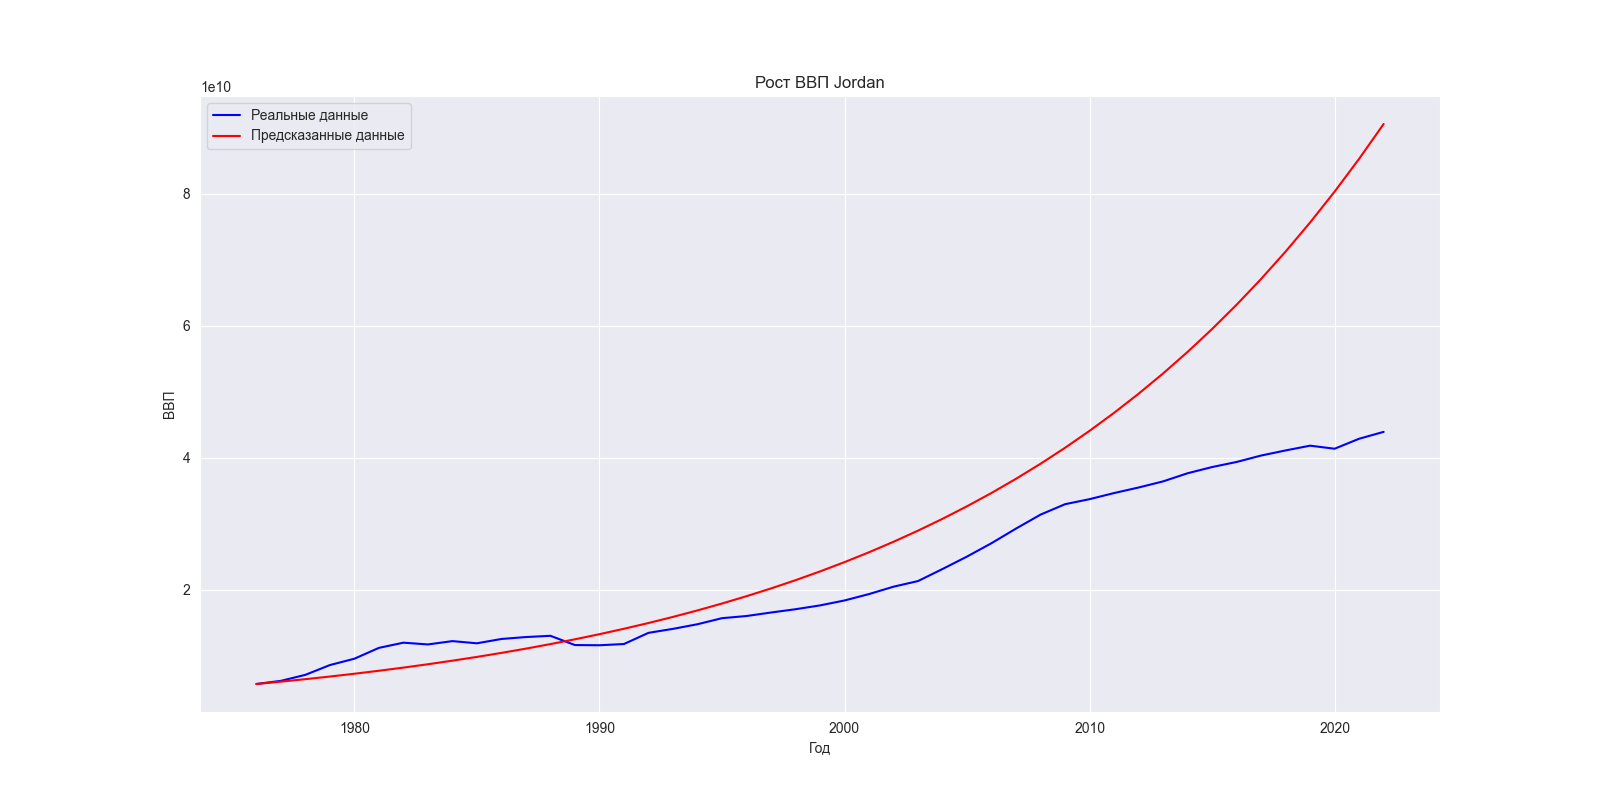 Рост ВВП Jordan
1e10
Реальные данные
Предсказанные данные
8
6
4
2
ВВП
1980 1990 2000 2010 2020
Год